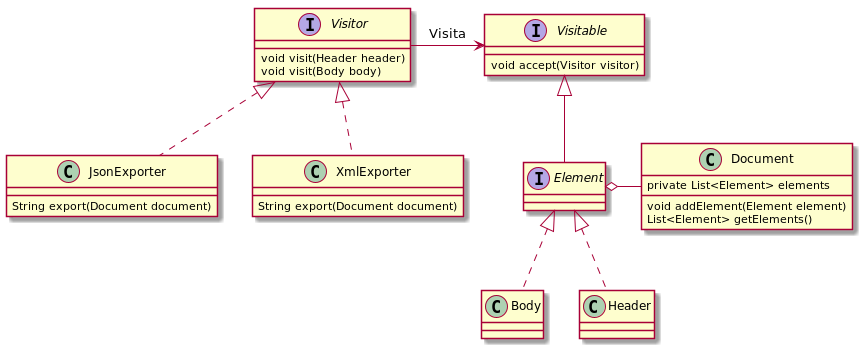 I Visitor
void visit(Header header)
void visit(Body body)
Visita
I Visitable
void accept(Visitor visitor)
C JsonExporter
String export(Document document)
C XmlExporter
String export(Document document)
I Element
C Document
private List<Element> elements
void addElement(Element element)
List<Element> getElements()
C Body
C Header